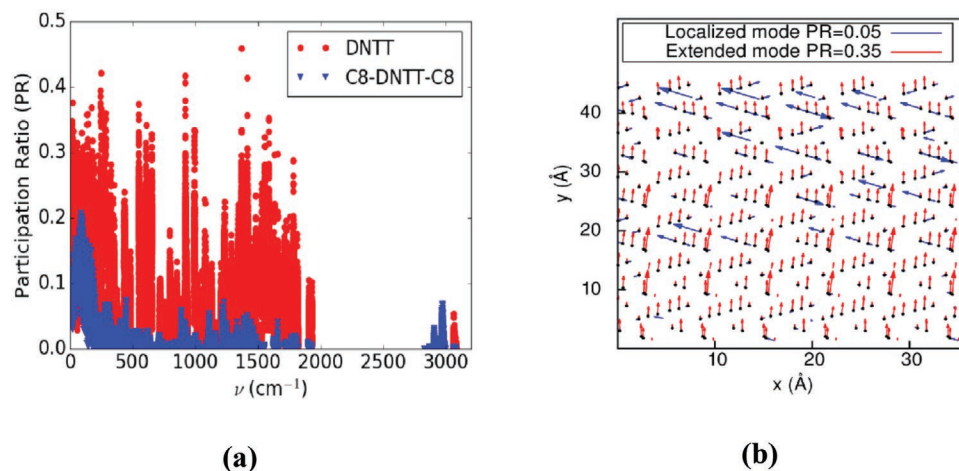 DNTT
C8-DNTT-C8
Participation Ratio (PR)
0.5
0.4
0.3
0.2
0.1
0.0
0 500 1000 1500 2000 2500 3000
ν (cm⁻¹)
(a)
Localized mode PR=0.05
Extended mode PR=0.35
y (Å)
40
30
20
10
10 20 30
x (Å)
(b)